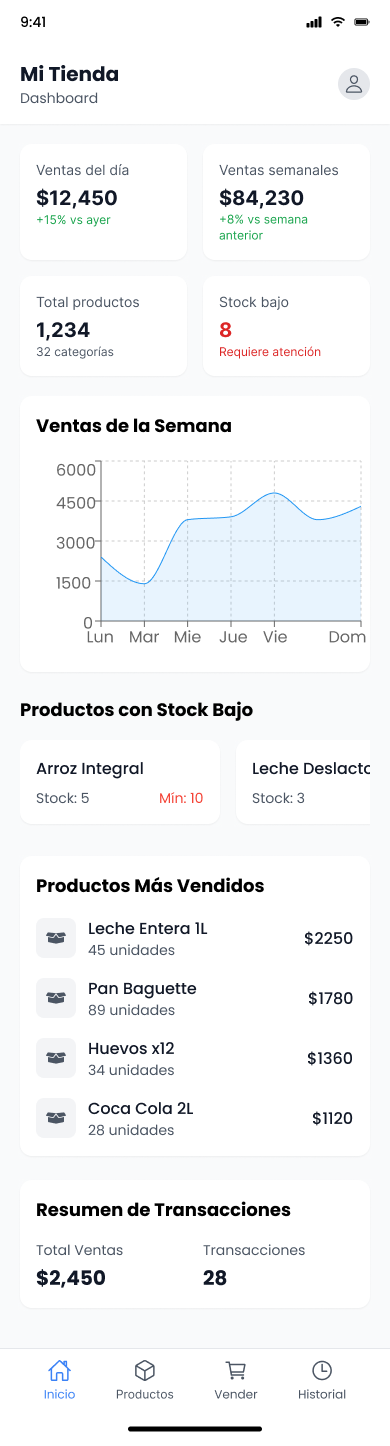 9:41
Mi Tienda
Dashboard
Ventas del día
$12,450
+15% vs ayer
Ventas semanales
$84,230
+8% vs semana
anterior
Total productos
1,234
32 categorías
Stock bajo
8
Requiere atención
Ventas de la Semana
6000
4500
3000
1500
0
Lun Mar Mie Jue Vie Dom
Productos con Stock Bajo
Arroz Integral
Stock: 5 Mín: 10
Leche Deslacto
Stock: 3
Productos Más Vendidos
Leche Entera 1L
45 unidades
$2250
Pan Baguette
89 unidades
$1780
Huevos x12
34 unidades
$1360
Coca Cola 2L
28 unidades
$1120
Resumen de Transacciones
Total Ventas
$2,450
Transacciones
28
Inicio Productos Vender Historial